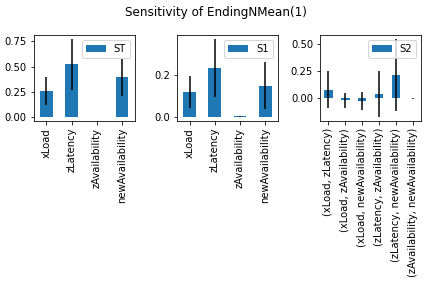 Sensitivity of EndingNMean(1)
0.75
0.50
0.25
0.00
ST
xLoad
zLatency
zAvailability
newAvailability
0.2
0.0
S1
xLoad
zLatency
zAvailability
newAvailability
0.50
0.25
0.00
S2
(xLoad, zLatency)
(xLoad, zAvailability)
(xLoad, newAvailability)
(zLatency, zAvailability)
(zLatency, newAvailability)
(zAvailability, newAvailability)